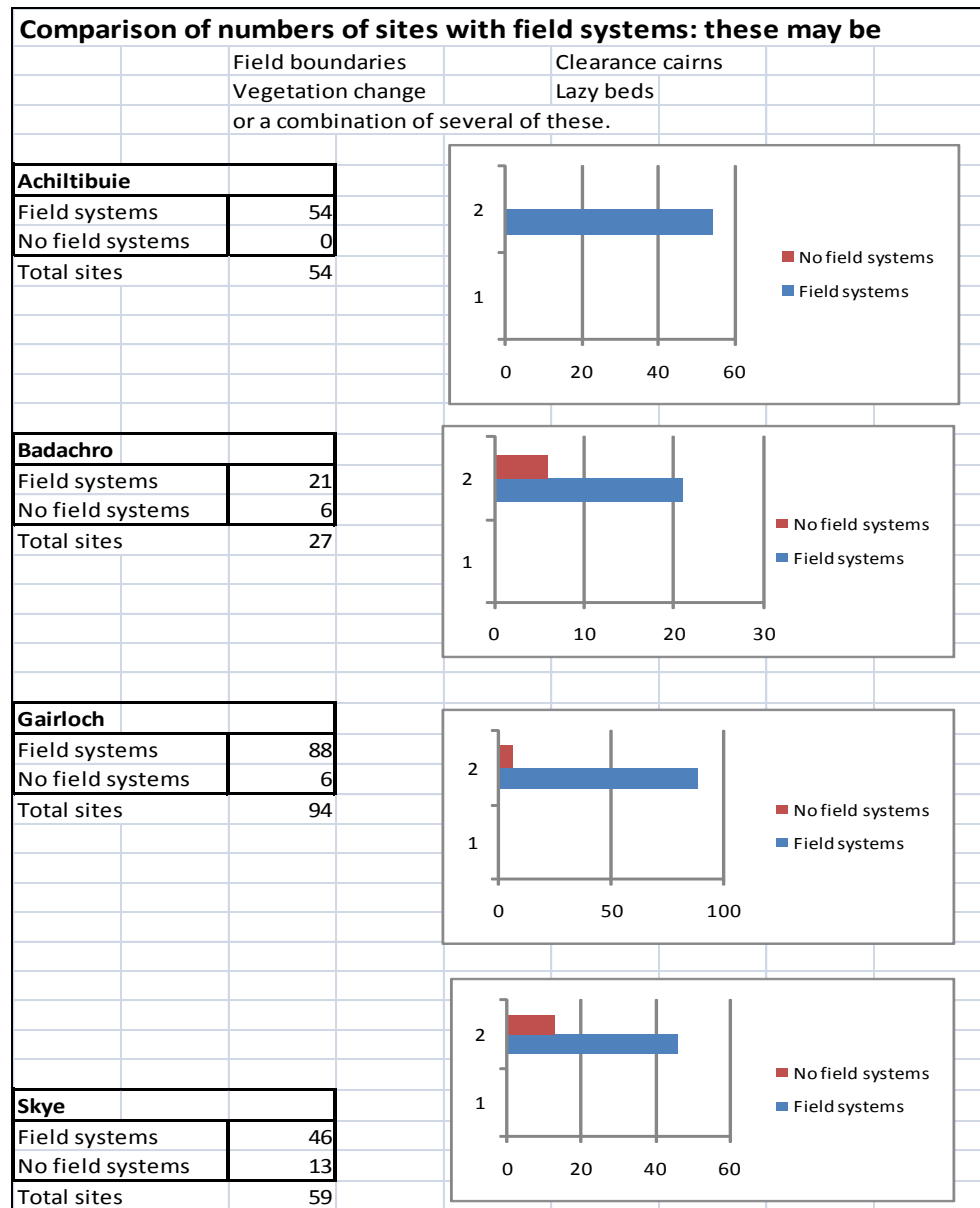 Comparison of numbers of sites with field systems: these may be
Field boundaries Clearance cairns
Vegetation change Lazy beds
or a combination of several of these.
Achiltibuie
Field systems 54
No field systems 0
Total sites 54
2
1
0 20 40 60
No field systems
Field systems
Badachro
Field systems 21
No field systems 6
Total sites 27
2
1
0 10 20 30
No field systems
Field systems
Gairloch
Field systems 88
No field systems 6
Total sites 94
2
1
0 50 100
No field systems
Field systems
Skye
Field systems 46
No field systems 13
Total sites 59
2
1
0 20 40 60
No field systems
Field systems